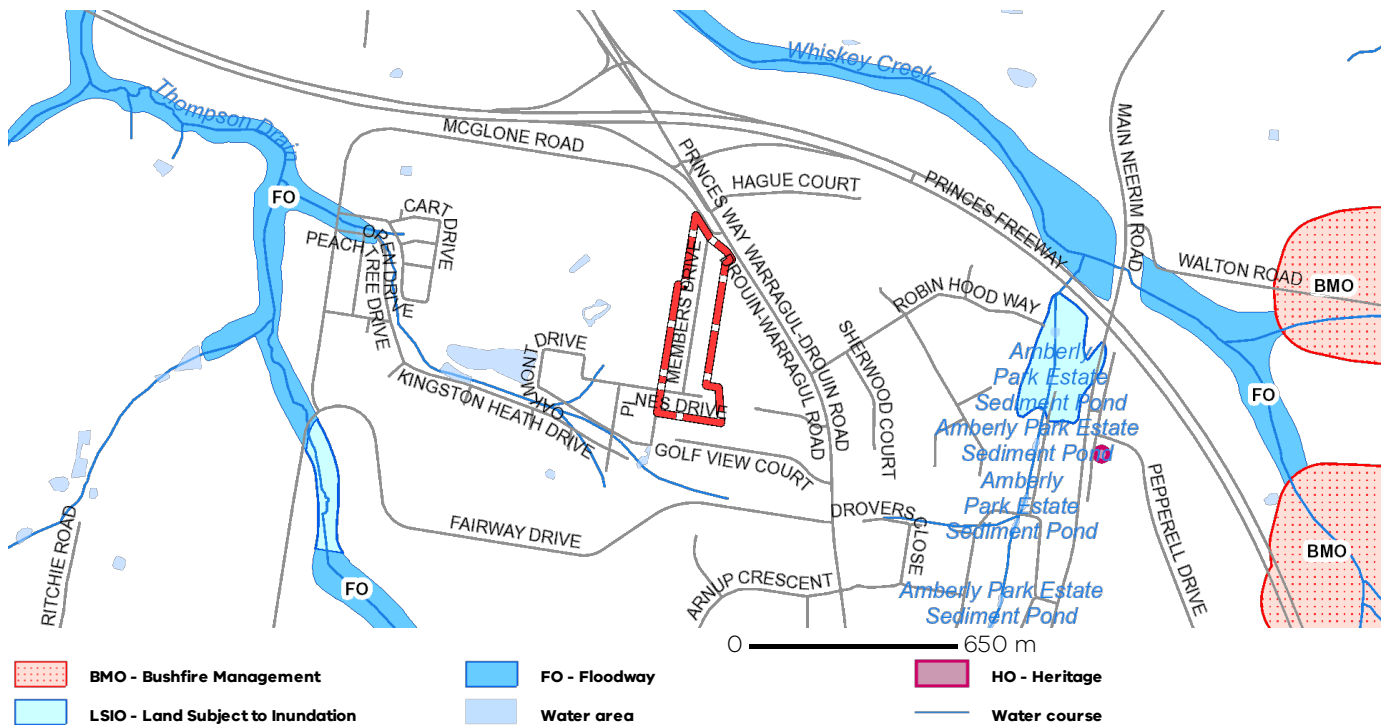 Whiskey Creek
Thompson Drain
MCGLONE ROAD
MAIN NEERIM ROAD
PRINCES WAY WARRAGUL-DROUIN ROAD
HAGUE COURT
PRINCES FREEWAY
FO
CART
DRIVE
OPEN DRIVE
PEACH TREE DRIVE
WALTON ROAD
BMO
MEMBERS DRIVE
DROUIN-WARRAGUL ROAD
ROBIN HOOD WAY
SHERWOOD COURT
DRIVE
OAKMONT
KINGSTON HEATH DRIVE
PL
NES DRIVE
Amberly
Park Estate
Sediment Pond
FO
Amberly Park Estate
Sediment Pond
GOLF VIEW COURT
Amberly
Park Estate
Sediment Pond
PEPPERELL DRIVE
DROVERS CLOSE
FAIRWAY DRIVE
RITCHIE ROAD
BMO
FO
ARNUP CRESCENT
Amberly Park Estate
Sediment Pond
0 650 m
BMO - Bushfire Management
FO - Floodway
HO - Heritage
LSIO - Land Subject to Inundation
Water area
Water course